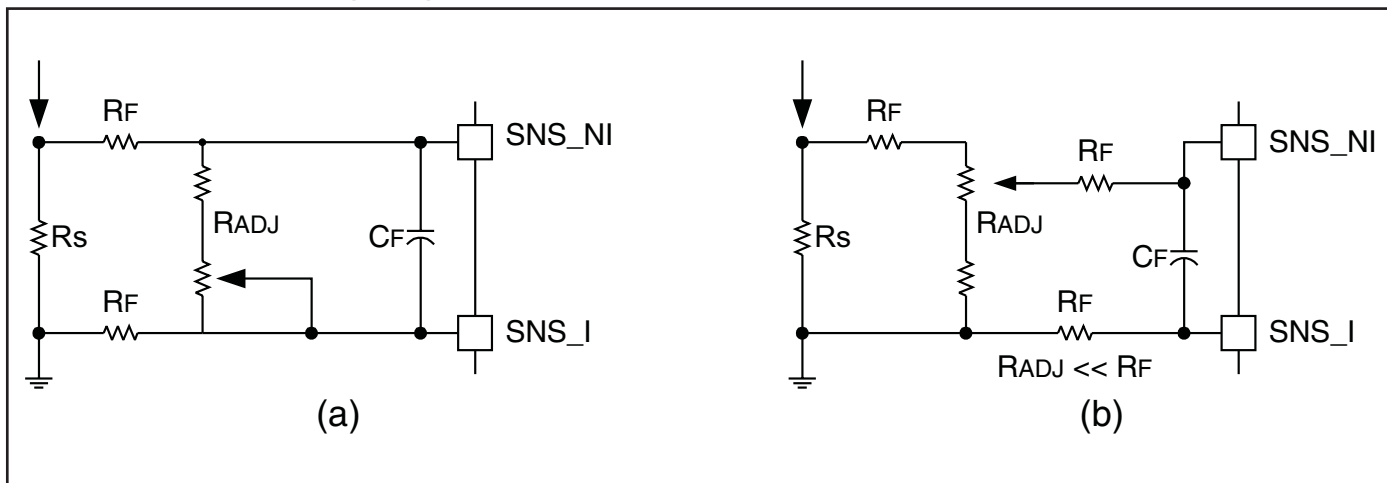 RF
SNS_NI
RADJ
Rs
CF
RF
SNS_I
(a)
RF
SNS_NI
RF
RADJ
Rs
CF
RF
SNS_I
RADJ << RF
(b)